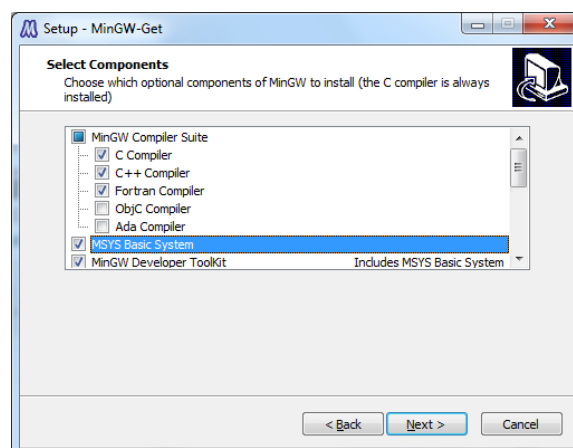 Setup - MinGW-Get
Select Components
Choose which optional components of MinGW to install (the C compiler is always
installed)
MinGW Compiler Suite
C Compiler
C++ Compiler
Fortran Compiler
ObjC Compiler
Ada Compiler
MSYS Basic System
MinGW Developer ToolKit Includes MSYS Basic System
< Back Next > Cancel